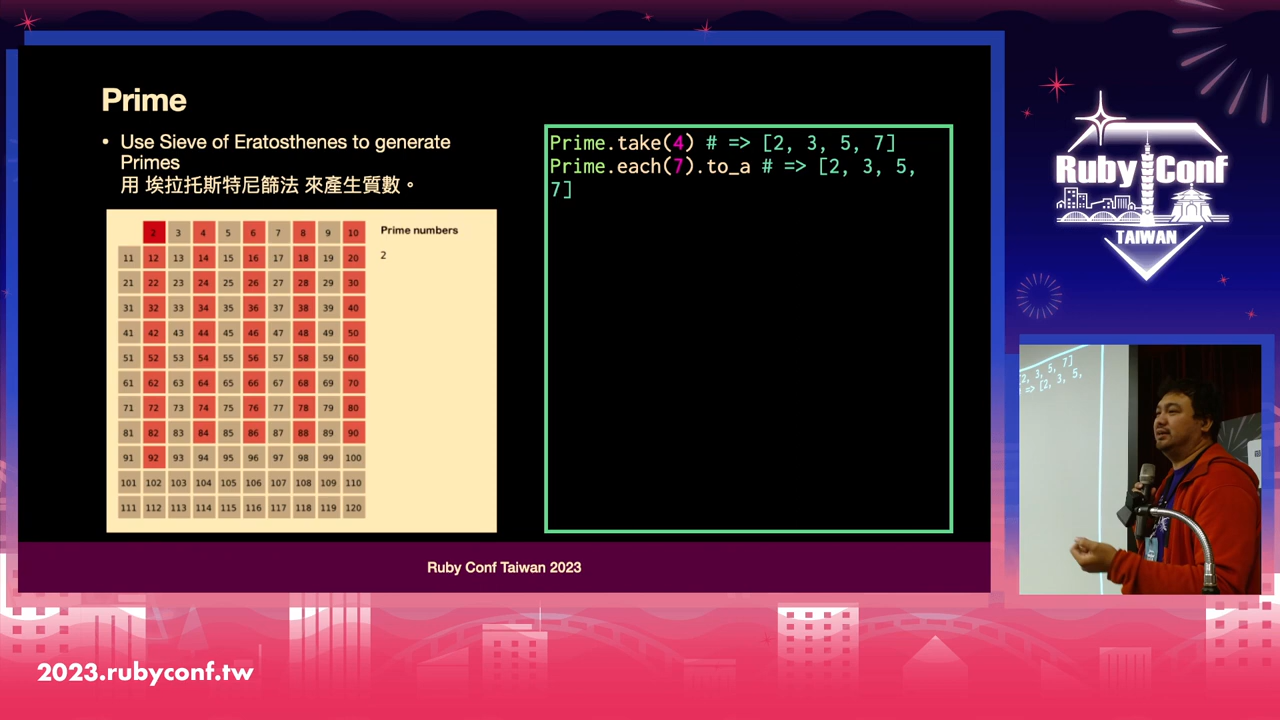 Prime
• Use Sieve of Eratosthenes to generate
Primes
用 埃拉托斯特尼篩法 來產生質數。
2 3 4 5 6 7 8 9 10
11 12 13 14 15 16 17 18 19 20
21 22 23 24 25 26 27 28 29 30
31 32 33 34 35 36 37 38 39 40
41 42 43 44 45 46 47 48 49 50
51 52 53 54 55 56 57 58 59 60
61 62 63 64 65 66 67 68 69 70
71 72 73 74 75 76 77 78 79 80
81 82 83 84 85 86 87 88 89 90
91 92 93 94 95 96 97 98 99 100
101 102 103 104 105 106 107 108 109 110
111 112 113 114 115 116 117 118 119 120
Prime numbers
2
Prime.take(4) # => [2, 3, 5, 7]
Prime.each(7).to_a # => [2, 3, 5,
7]
Ruby Conf Taiwan 2023
RubyConf
TAIWAN
2, 3, 5, 7]
=> [2, 3, 5,
2023.rubyconf.tw